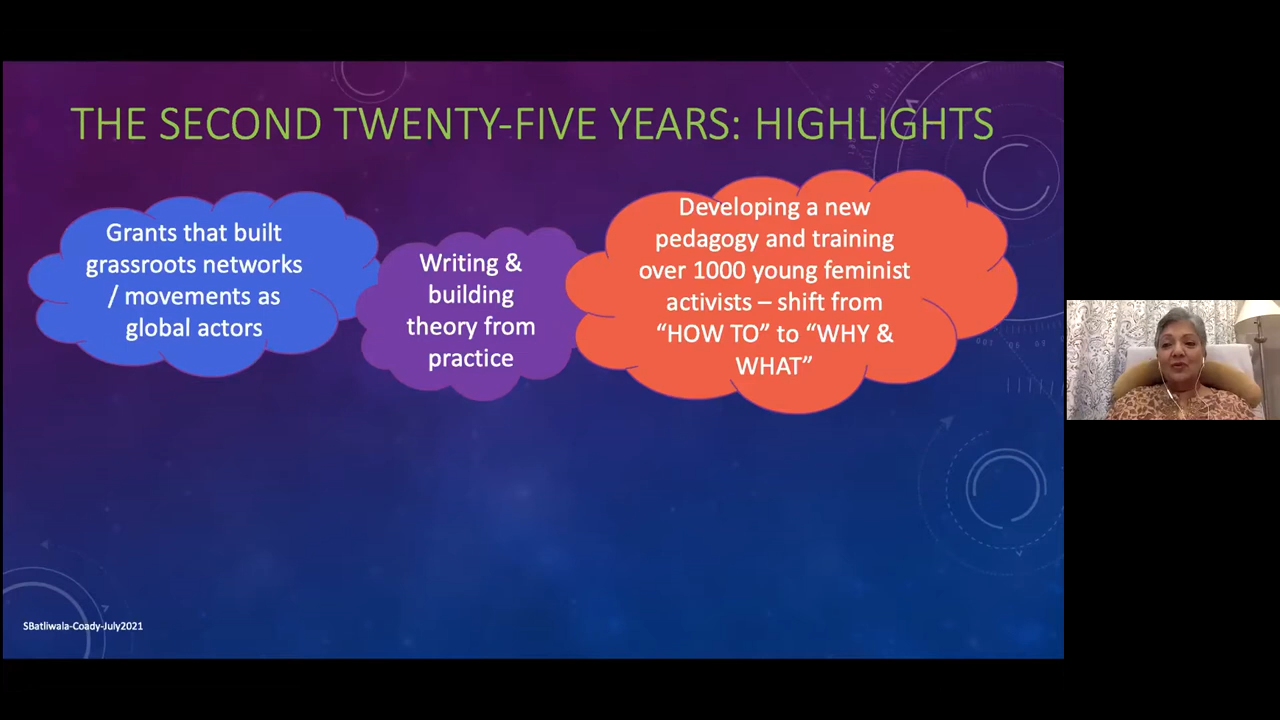 THE SECOND TWENTY-FIVE YEARS: HIGHLIGHTS
Grants that built
grassroots networks
/ movements as
global actors
Writing &
building
theory from
practice
Developing a new
pedagogy and training
over 1000 young feminist
activists – shift from
“HOW TO” to “WHY &
WHAT”
SBatliwala-Coady-July2021